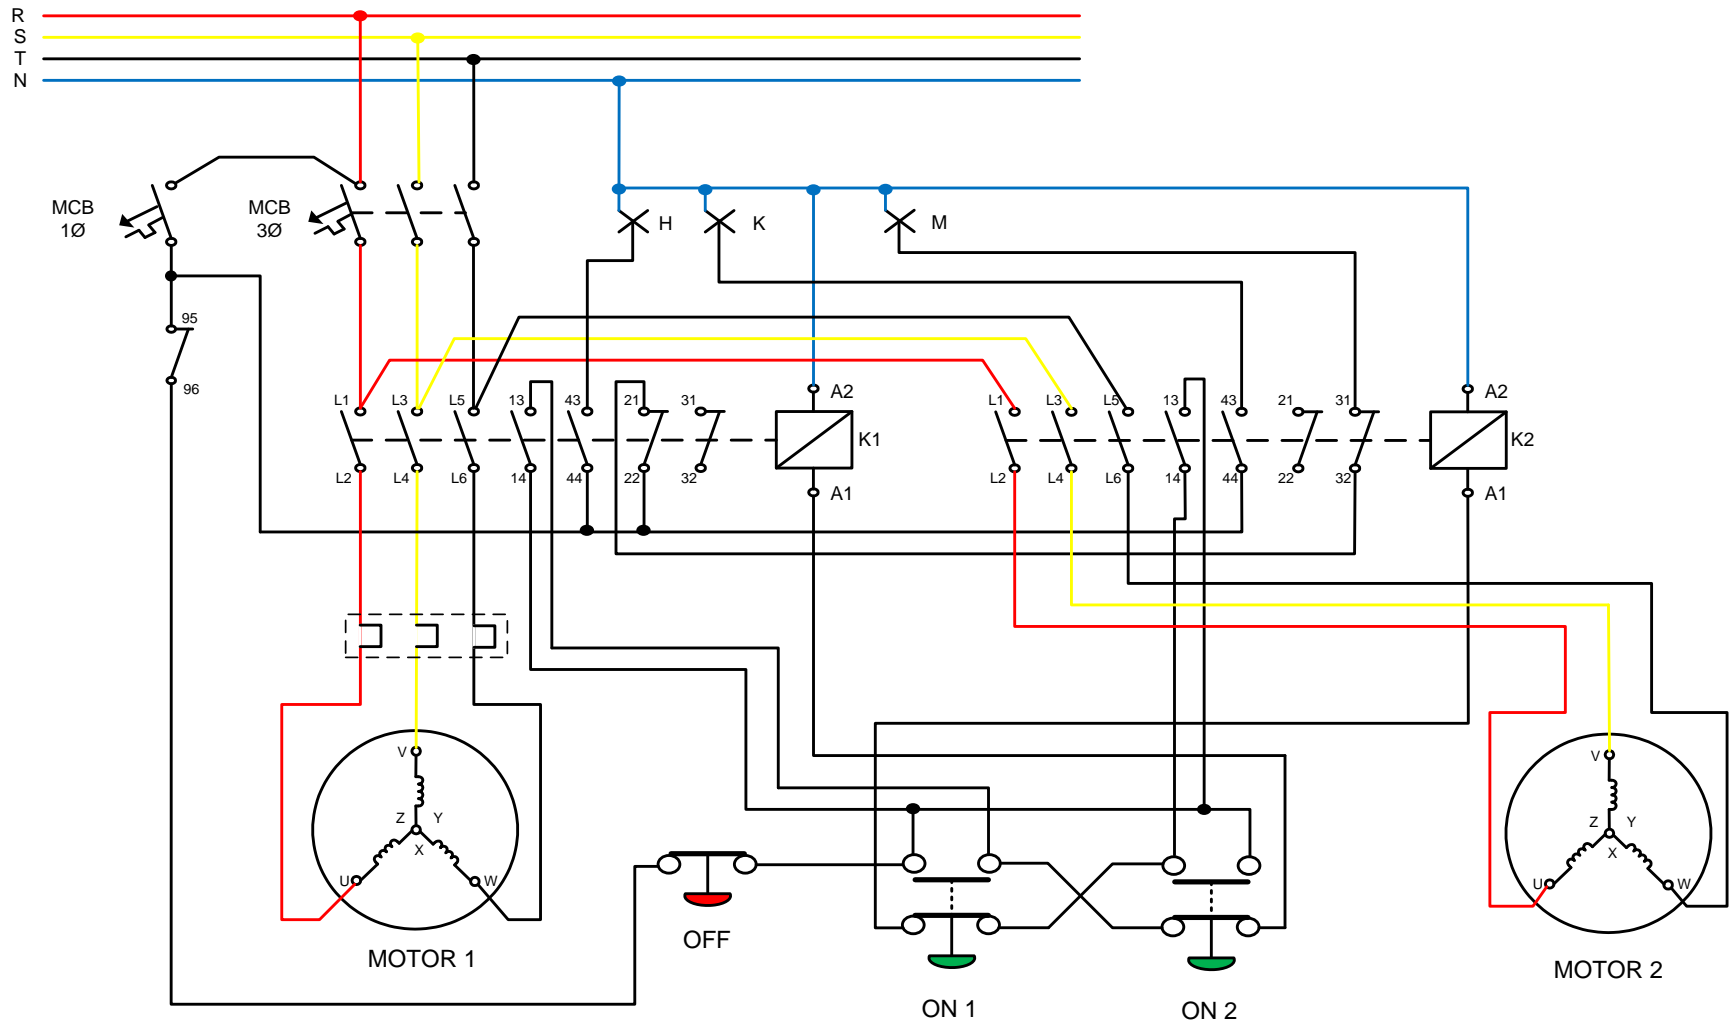 R
S
T
N
MCB
1Ø
MCB
3Ø
H
K
M
95
96
L1 L3 L5 13 43 21 31
A2
K1
L2 L4 L6 14 44 22 32
A1
L1 L3 L5 13 43 21 31
A2
K2
L2 L4 L6 14 44 22 32
A1
V
Z Y
X
U W
MOTOR 1
OFF
ON 1
ON 2
V
Z Y
X
U W
MOTOR 2